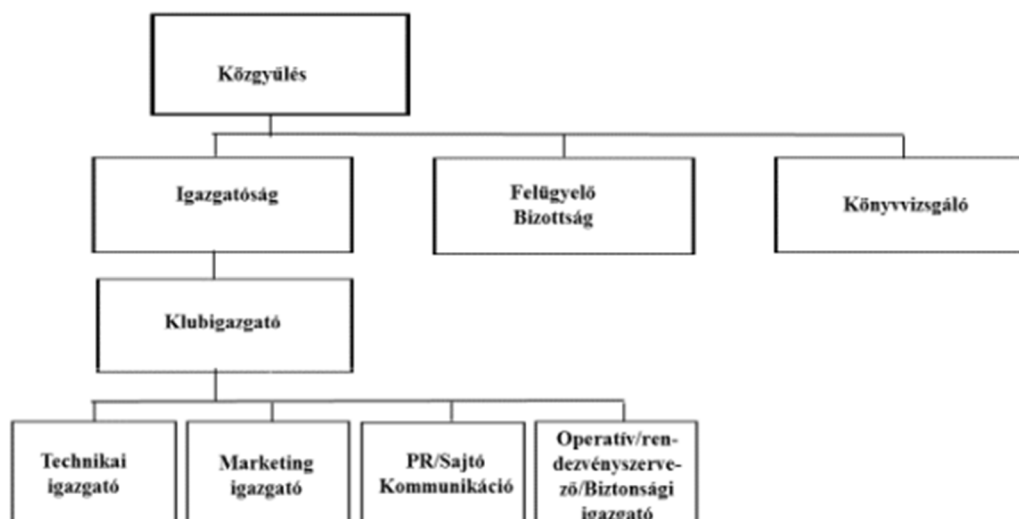 Közgyűlés
Igazgatóság
Felügyelő
Bizottság
Könyvvizsgáló
Klubigazgató
Technikai
igazgató
Marketing
igazgató
PR/Sajtó
Kommunikáció
Operatív/ren-
dezvényszerve-
ző/Biztonsági
igazgató